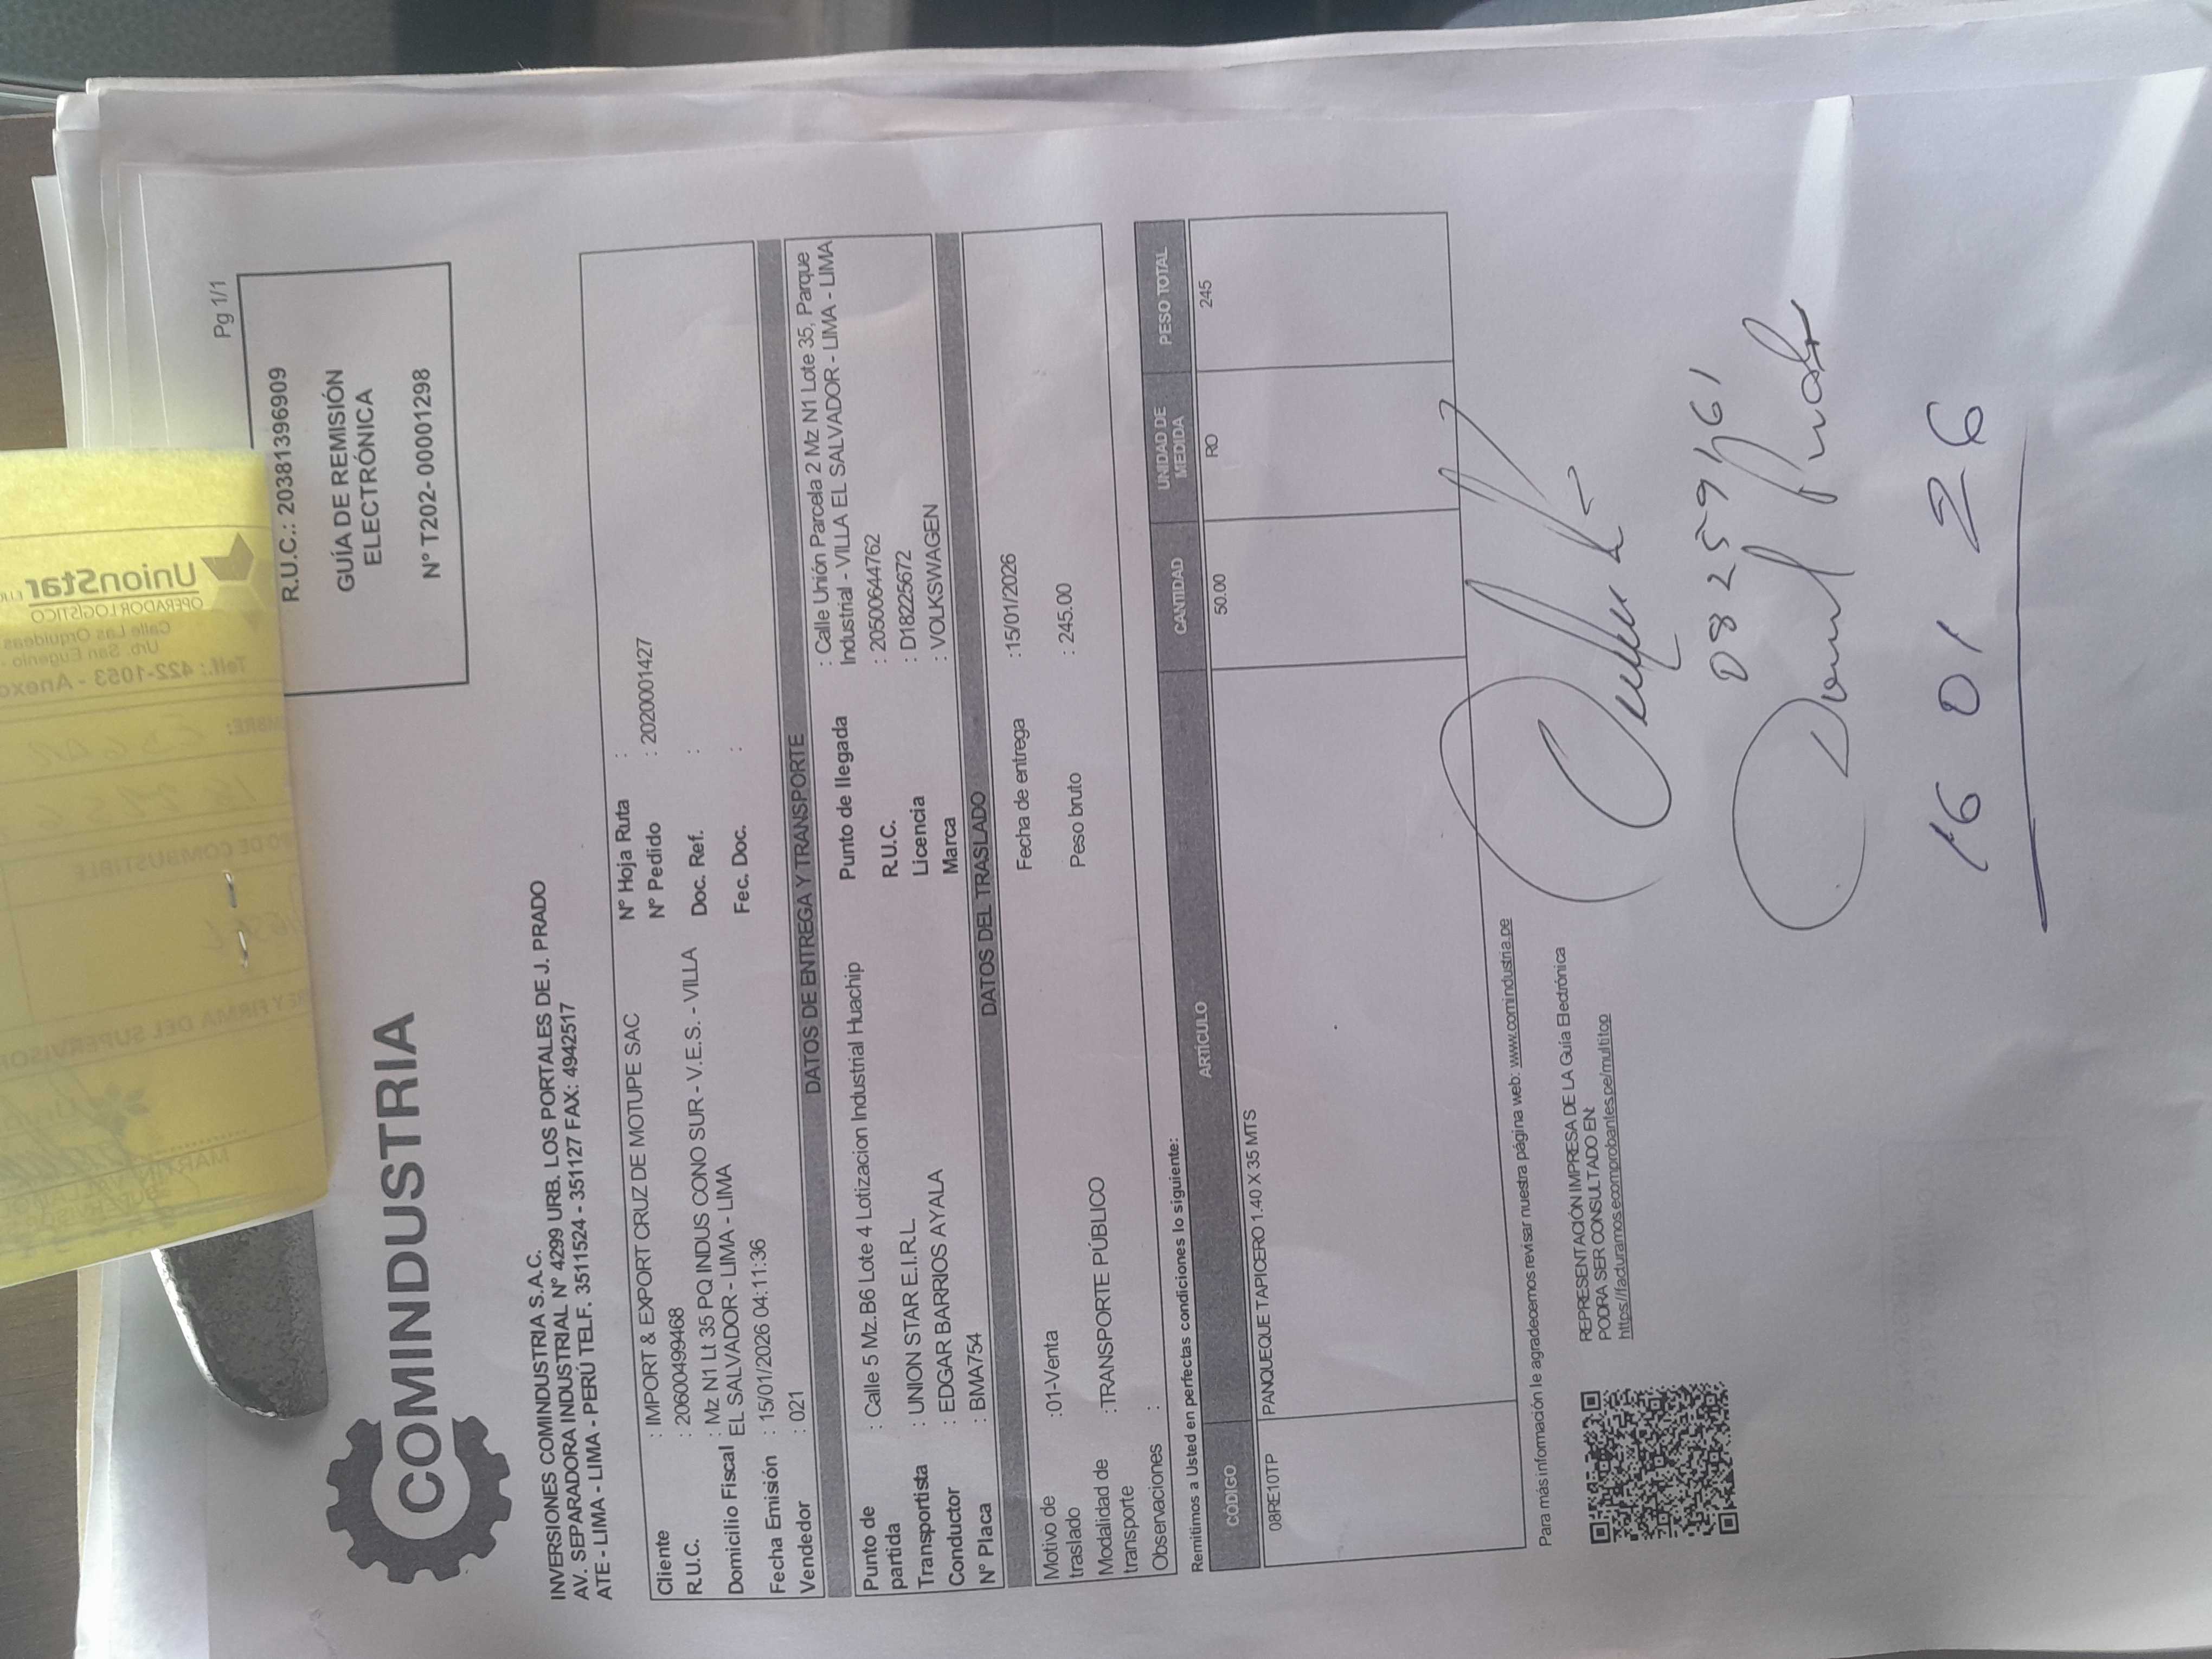 Pg 1/1
R.U.C.: 20381396909
GUÍA DE REMISIÓN
ELECTRÓNICA
N° T202- 00001298
UnionStar
OPERADOR LOGÍSTICO
Calle Las Orquídeas
Urb. San Eugenio
Telf.: 422-1053 - Anexo
COMINDUSTRIA
INVERSIONES COMINDUSTRIA S.A.C.
AV. SEPARADORA INDUSTRIAL N° 4299 URB. LOS PORTALES DE J. PRADO
ATE - LIMA - LIMA - PERÚ TELF. 3511524 - 351127 FAX: 4942517
Cliente : IMPORT & EXPORT CRUZ DE MOTUPE SAC N° Hoja Ruta :
R.U.C. : 20600499468 N° Pedido : 2020001427
Domicilio Fiscal : Mz N1 Lt 35 PQ INDUS CONO SUR - V.E.S. - VILLA Doc. Ref. :
EL SALVADOR - LIMA - LIMA
Fecha Emisión : 15/01/2026 04:11:36 Fec. Doc. :
Vendedor : 021
DATOS DE ENTREGA Y TRANSPORTE
Punto de partida : Calle 5 Mz.B6 Lote 4 Lotizacion Industrial Huachip Punto de llegada : Calle Unión Parcela 2 Mz N1 Lote 35, Parque
Industrial - VILLA EL SALVADOR - LIMA - LIMA
Transportista : UNION STAR E.I.R.L. R.U.C. : 20500644762
Conductor : EDGAR BARRIOS AYALA Licencia : D18225672
N° Placa : BMA754 Marca : VOLKSWAGEN
DATOS DEL TRASLADO
Motivo de traslado :01-Venta Fecha de entrega :15/01/2026
Modalidad de transporte :TRANSPORTE PÚBLICO Peso bruto : 245.00
Observaciones :
Remitimos a Usted en perfectas condiciones lo siguiente:
CÓDIGO ARTÍCULO CANTIDAD UNIDAD DE MEDIDA PESO TOTAL
08RE10TP PANQUEQUE TAPICERO 1.40 X 35 MTS 50.00 RO 245
Para más información le agradecemos revisar nuestra página web: www.comindustria.pe
REPRESENTACIÓN IMPRESA DE LA Guía Electrónica
PODRA SER CONSULTADO EN:
https//facturamos.ecomprobantes.pe/multitop
16 01 26